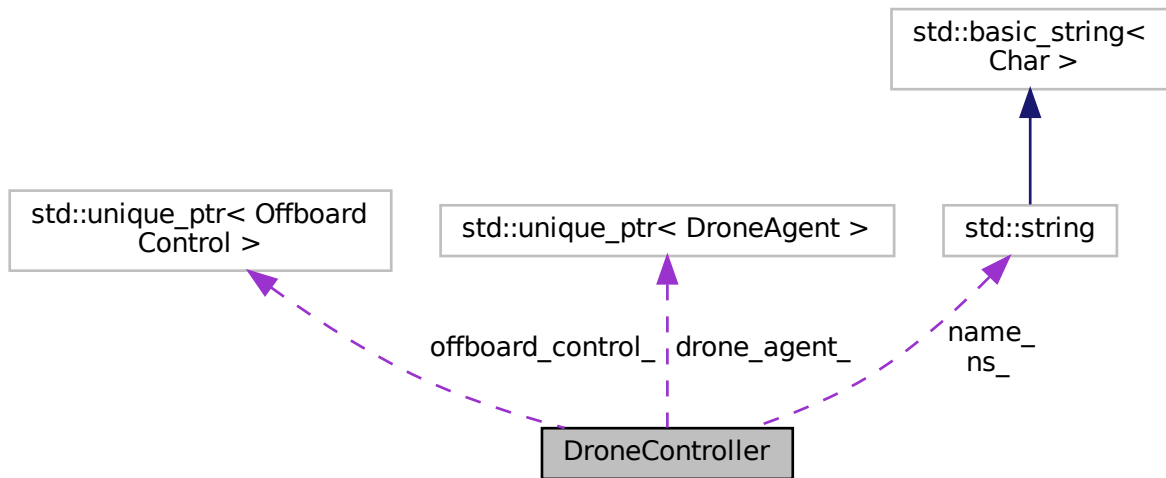 std::basic_string<
Char >
std::unique_ptr< Offboard
Control >
std::unique_ptr< DroneAgent >
std::string
offboard_control_
drone_agent_
name_
ns_
DroneController